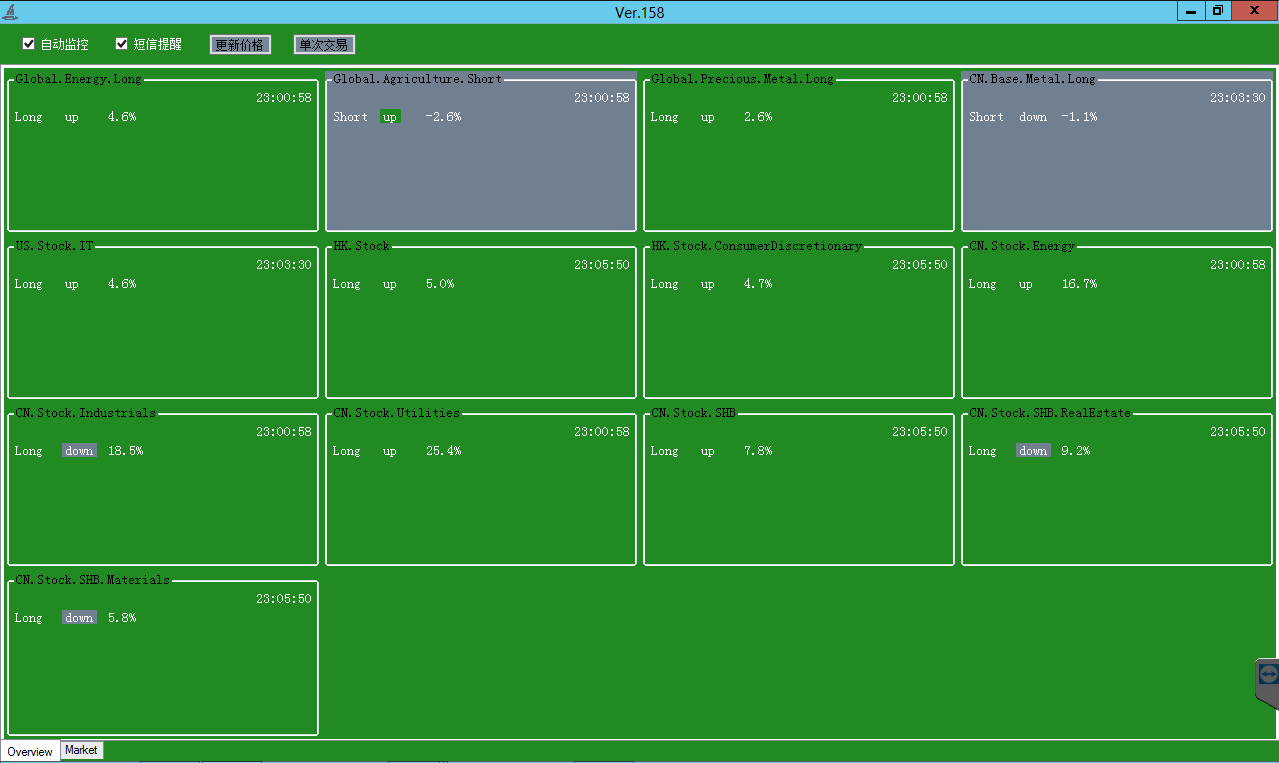 Ver.158
自动监控 短信提醒 更新价格 单次交易
Global.Energy.Long
23:00:58
Long up 4.6%
Global.Agriculture.Short
23:00:58
Short up -2.6%
Global.Precious.Metal.Long
23:00:58
Long up 2.6%
CN.Base.Metal.Long
23:03:30
Short down -1.1%
US.Stock.IT
23:03:30
Long up 4.6%
HK.Stock
23:05:50
Long up 5.0%
HK.Stock.ConsumerDiscretionary
23:05:50
Long up 4.7%
CN.Stock.Energy
23:00:58
Long up 16.7%
CN.Stock.Industrials
23:00:58
Long down 18.5%
CN.Stock.Utilities
23:00:58
Long up 25.4%
CN.Stock.SHB
23:05:50
Long up 7.8%
CN.Stock.SHB.RealEstate
23:05:50
Long down 9.2%
CN.Stock.SHB.Materials
23:05:50
Long down 5.8%
Overview Market